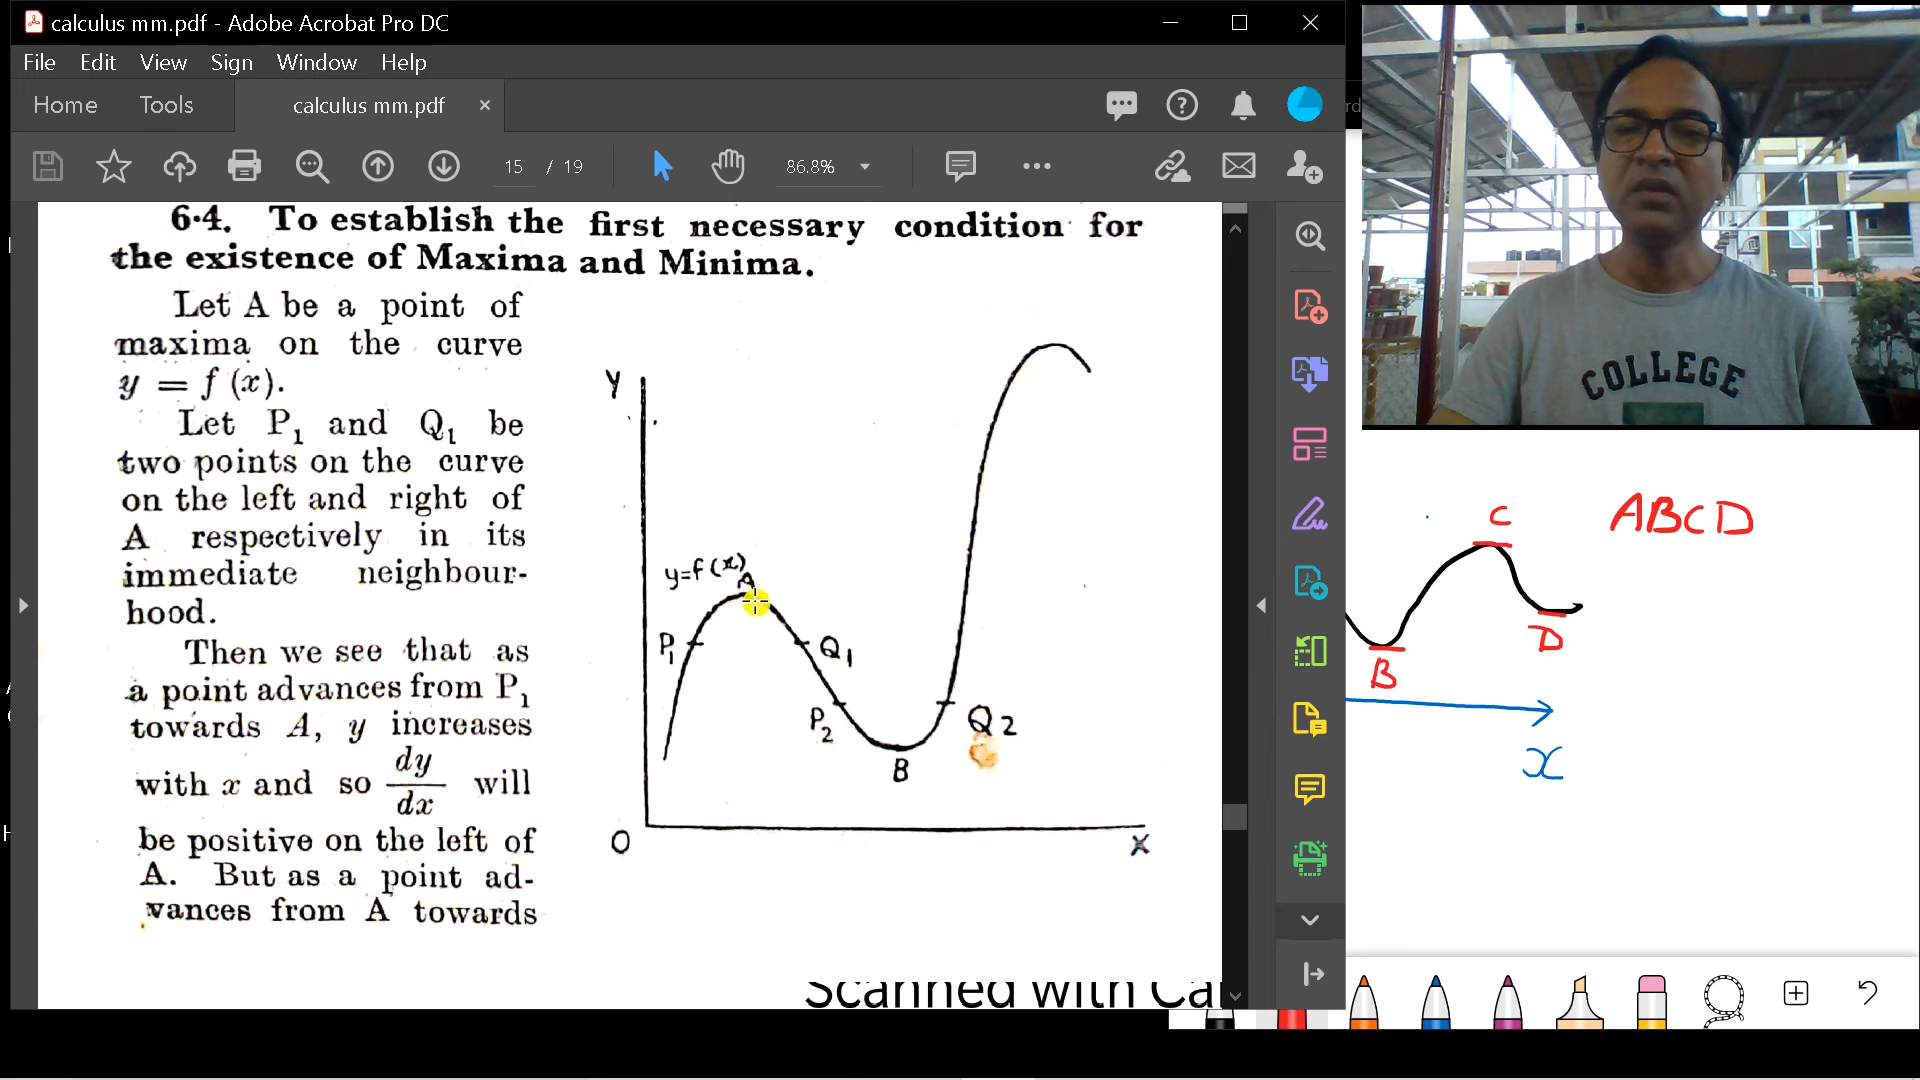 calculus mm.pdf - Adobe Acrobat Pro DC
File Edit View Sign Window Help
Home Tools calculus mm.pdf ×
15 / 19 86.8%
6·4. To establish the first necessary condition for
the existence of Maxima and Minima.
Let A be a point of
maxima on the curve
y = f (x).
Let P₁ and Q₁ be
two points on the curve
on the left and right of
A respectively in its
immediate neighbour-
hood.
Then we see that as
a point advances from P₁
towards A, y increases
with x and so dy/dx will
be positive on the left of
A. But as a point ad-
vances from A towards
Y
y=f(x)
A
P₁
Q₁
P₂
Q₂
B
O
X
Scanned with Ca
COLLEGE
C
ABCD
B
D
x